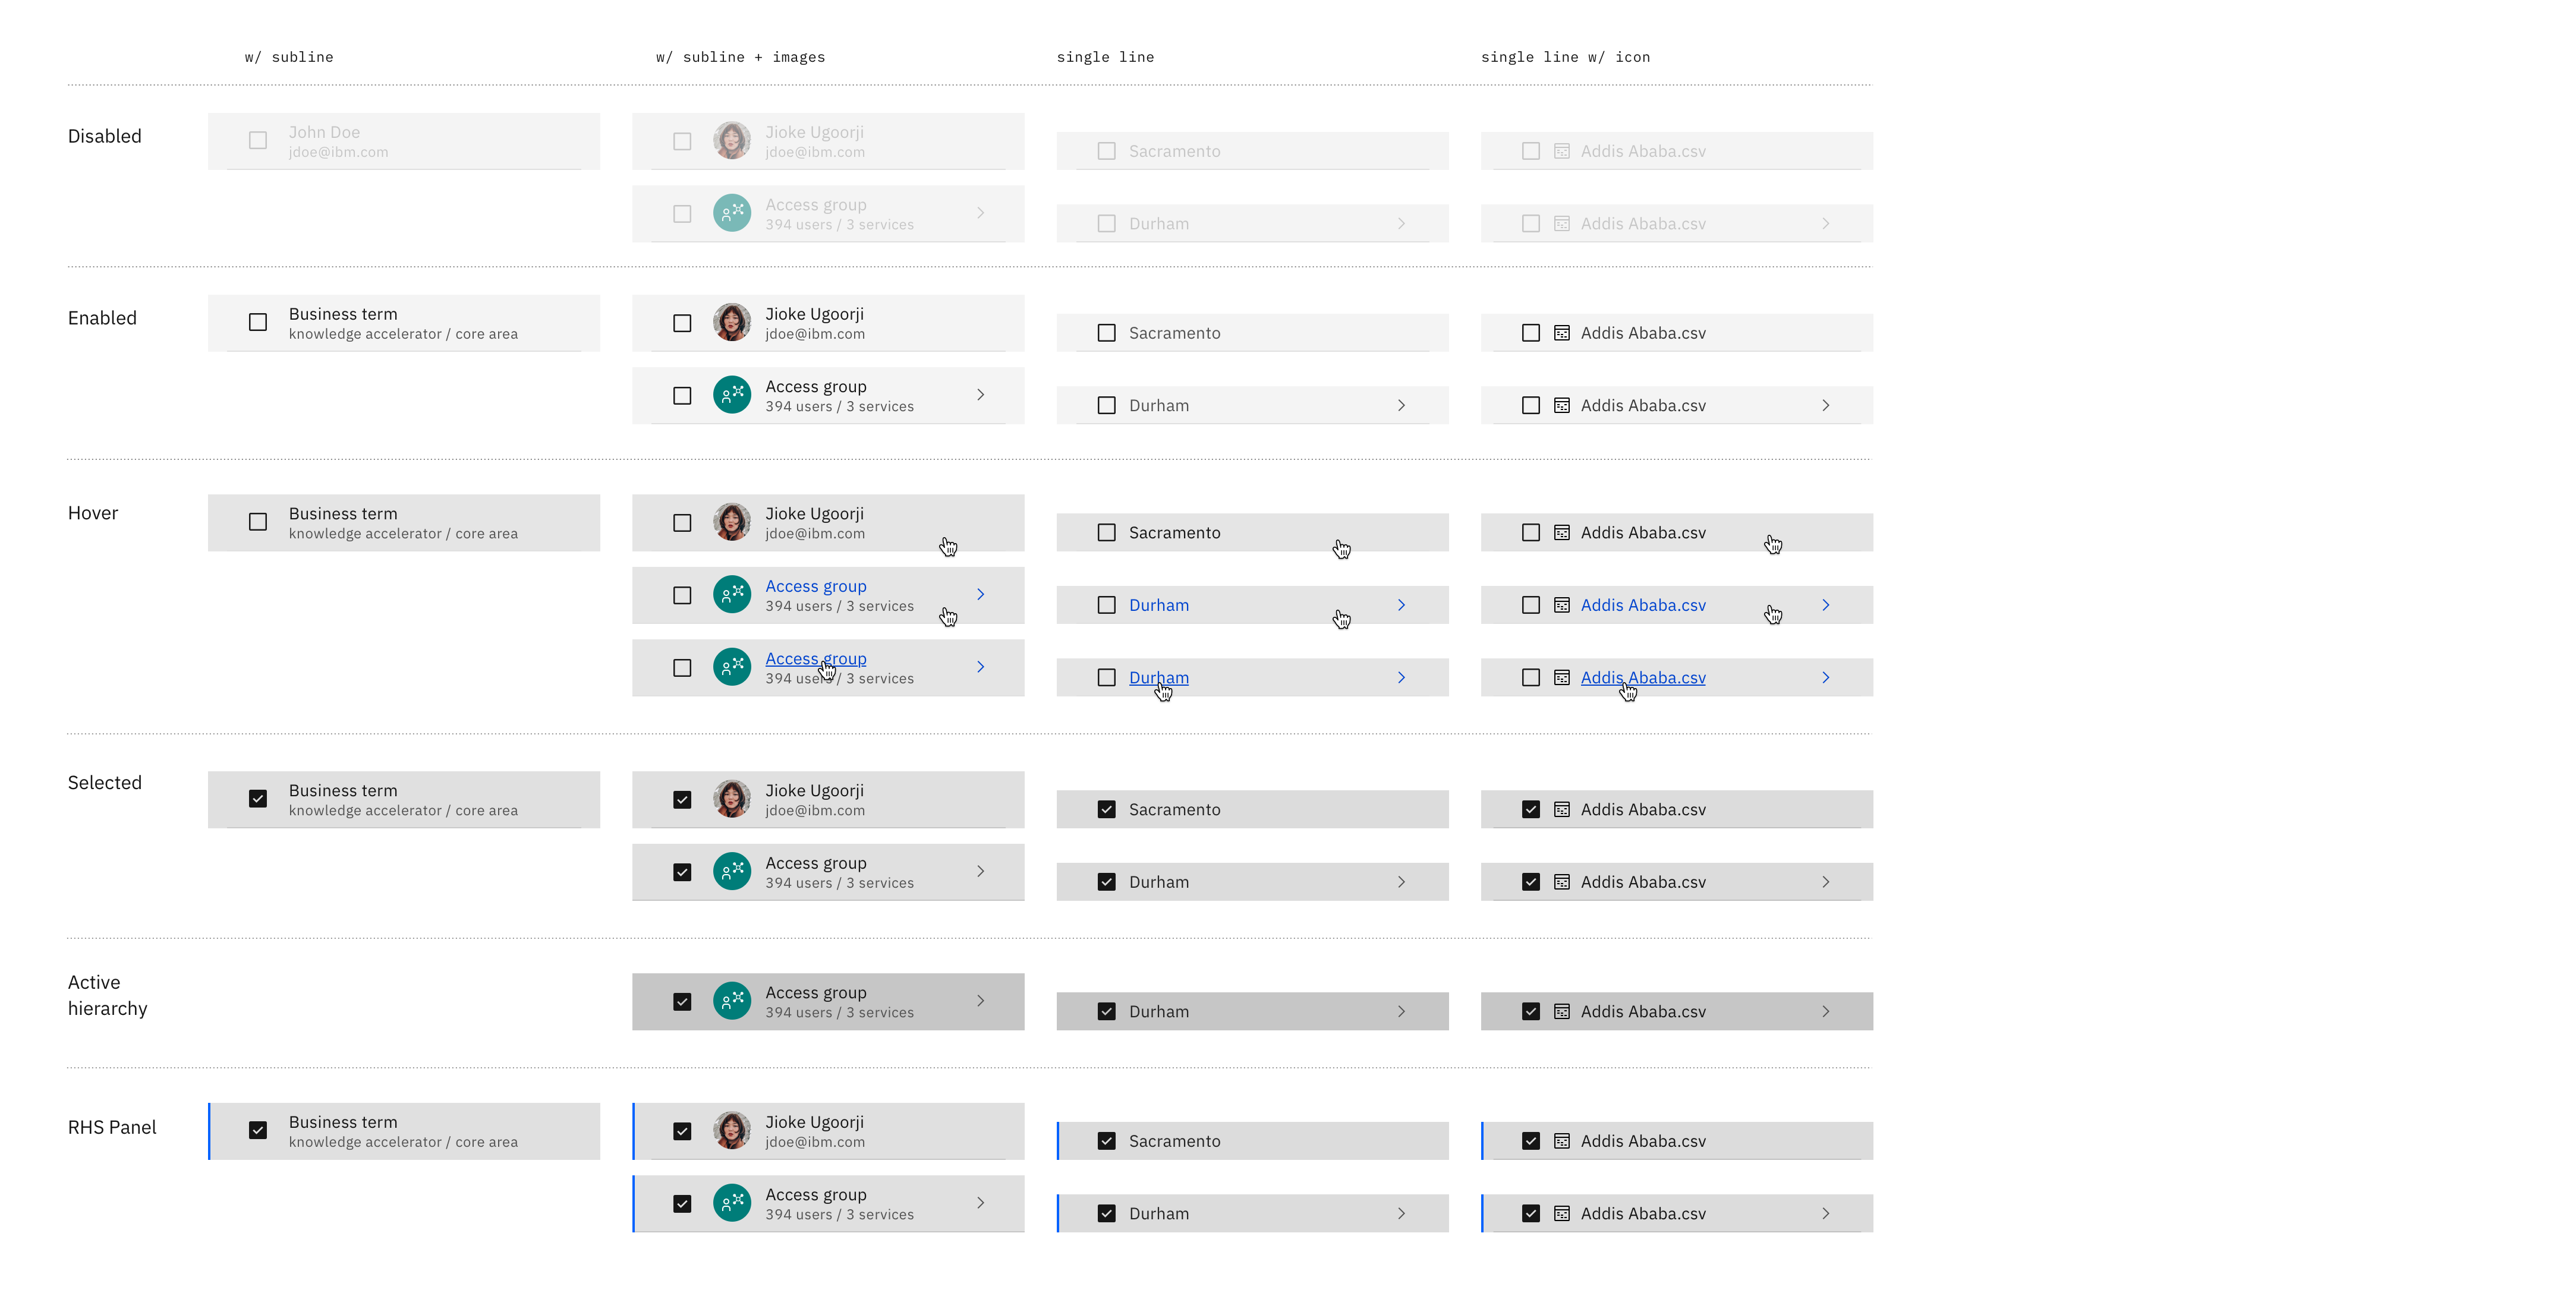 w/ subline
w/ subline + images
single line
single line w/ icon
Disabled
John Doe
jdoe@ibm.com
Jioke Ugoorji
jdoe@ibm.com
Sacramento
Addis Ababa.csv
Access group
394 users / 3 services
Durham
Addis Ababa.csv
Enabled
Business term
knowledge accelerator / core area
Jioke Ugoorji
jdoe@ibm.com
Sacramento
Addis Ababa.csv
Access group
394 users / 3 services
Durham
Addis Ababa.csv
Hover
Business term
knowledge accelerator / core area
Jioke Ugoorji
jdoe@ibm.com
Sacramento
Addis Ababa.csv
Access group
394 users / 3 services
Durham
Addis Ababa.csv
Access group
394 users / 3 services
Durham
Addis Ababa.csv
Selected
Business term
knowledge accelerator / core area
Jioke Ugoorji
jdoe@ibm.com
Sacramento
Addis Ababa.csv
Access group
394 users / 3 services
Durham
Addis Ababa.csv
Active
hierarchy
Access group
394 users / 3 services
Durham
Addis Ababa.csv
RHS Panel
Business term
knowledge accelerator / core area
Jioke Ugoorji
jdoe@ibm.com
Sacramento
Addis Ababa.csv
Access group
394 users / 3 services
Durham
Addis Ababa.csv